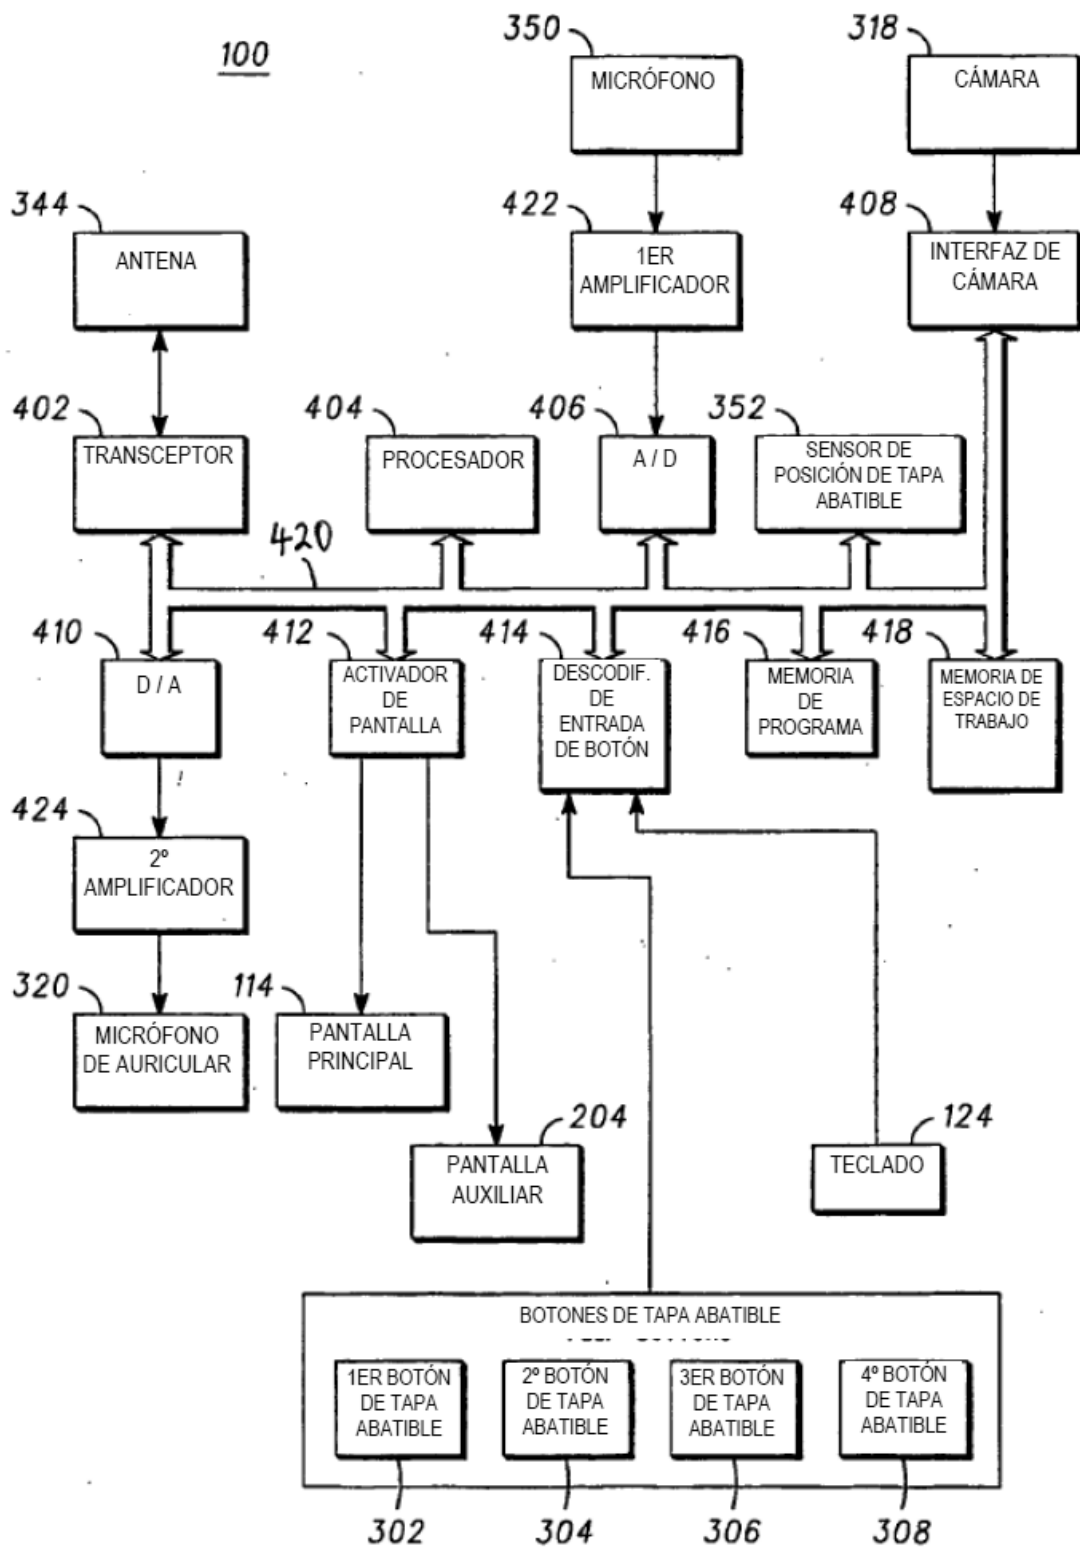 100
350
MICRÓFONO
318
CÁMARA
344
ANTENA
422
1ER
AMPLIFICADOR
408
INTERFAZ DE
CÁMARA
402
TRANSCEPTOR
404
PROCESADOR
406
A / D
352
SENSOR DE
POSICIÓN DE TAPA
ABATIBLE
420
410
D / A
412
ACTIVADOR
DE
PANTALLA
414
DESCODIF.
DE
ENTRADA
DE BOTÓN
416
MEMORIA
DE
PROGRAMA
418
MEMORIA DE
ESPACIO DE
TRABAJO
424
2º
AMPLIFICADOR
320
MICRÓFONO
DE AURICULAR
114
PANTALLA
PRINCIPAL
204
PANTALLA
AUXILIAR
124
TECLADO
BOTONES DE TAPA ABATIBLE
1ER BOTÓN
DE TAPA
ABATIBLE
2º BOTÓN
DE TAPA
ABATIBLE
3ER BOTÓN
DE TAPA
ABATIBLE
4º BOTÓN
DE TAPA
ABATIBLE
302
304
306
308